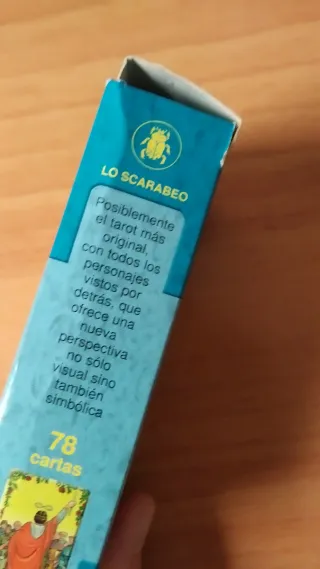 LO SCARABEO
Posiblemente
el tarot más
original,
con todos los
personajes
vistos por
detrás, que
ofrece una
nueva
perspectiva
no sólo
visual sino
también
simbólica
78
cartas